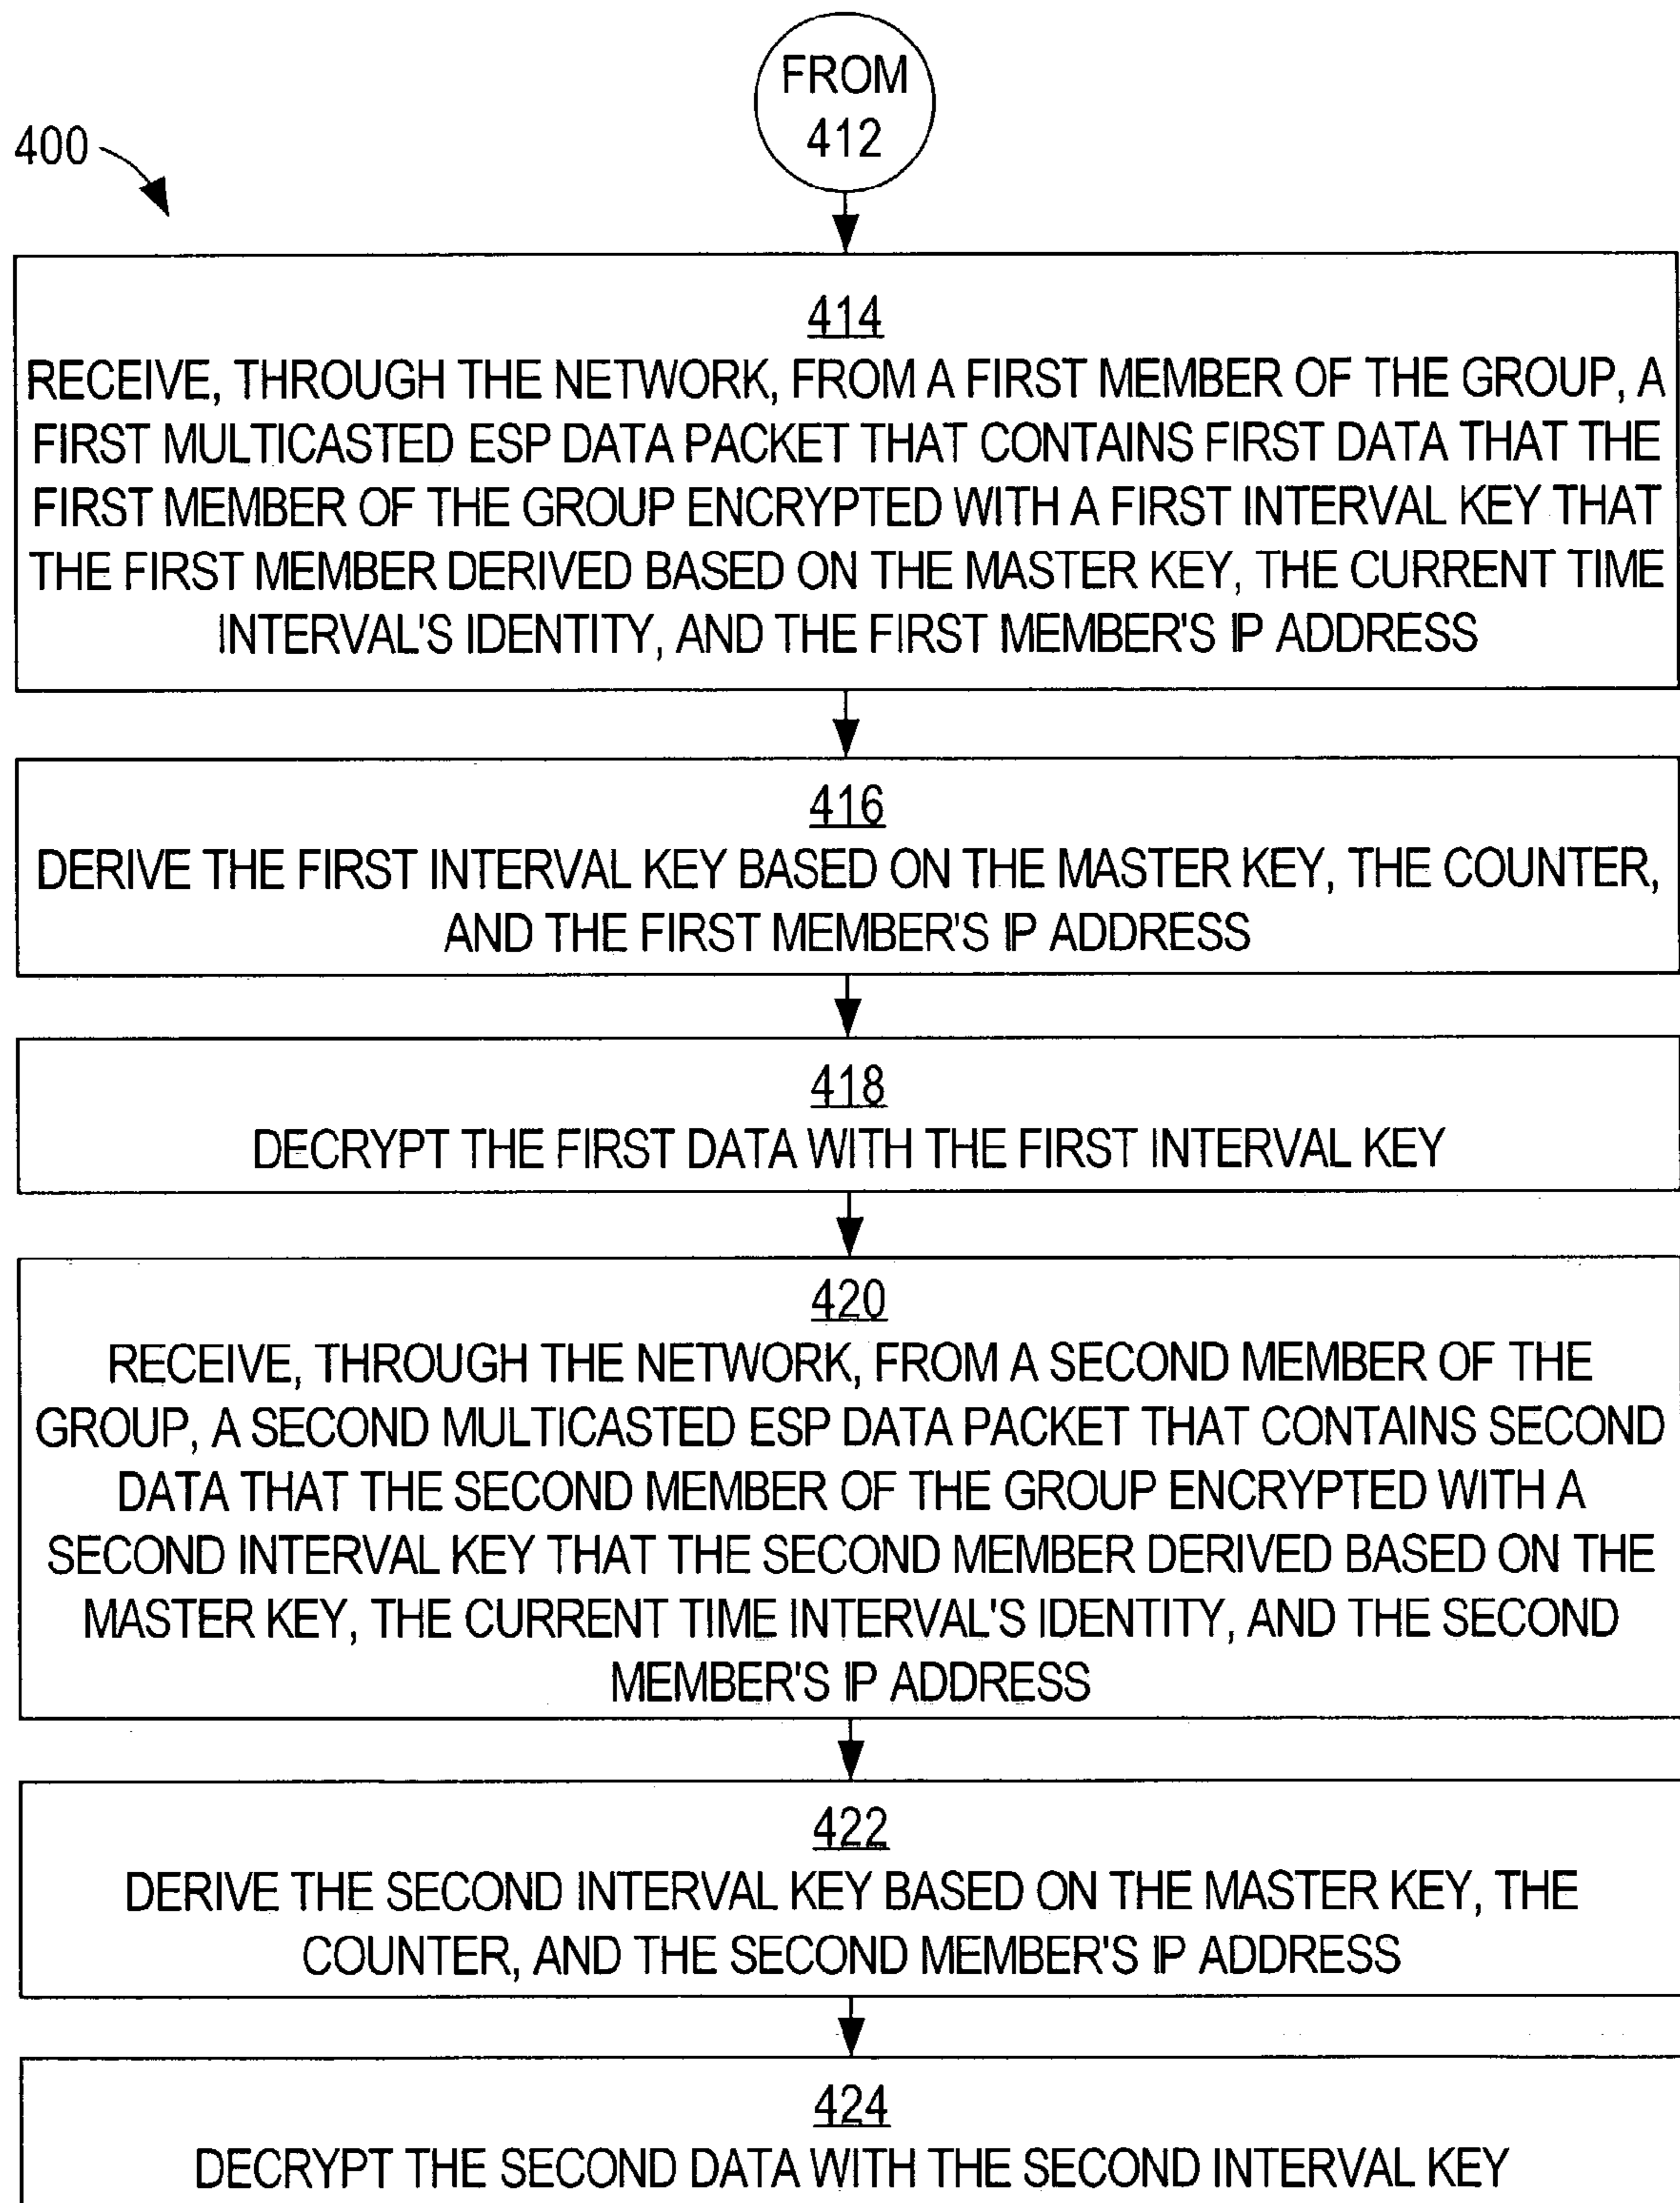 FROM
412
400
414
RECEIVE, THROUGH THE NETWORK, FROM A FIRST MEMBER OF THE GROUP, A
FIRST MULTICASTED ESP DATA PACKET THAT CONTAINS FIRST DATA THAT THE
FIRST MEMBER OF THE GROUP ENCRYPTED WITH A FIRST INTERVAL KEY THAT
THE FIRST MEMBER DERIVED BASED ON THE MASTER KEY, THE CURRENT TIME
INTERVAL'S IDENTITY, AND THE FIRST MEMBER'S IP ADDRESS
416
DERIVE THE FIRST INTERVAL KEY BASED ON THE MASTER KEY, THE COUNTER,
AND THE FIRST MEMBER'S IP ADDRESS
418
DECRYPT THE FIRST DATA WITH THE FIRST INTERVAL KEY
420
RECEIVE, THROUGH THE NETWORK, FROM A SECOND MEMBER OF THE
GROUP, A SECOND MULTICASTED ESP DATA PACKET THAT CONTAINS SECOND
DATA THAT THE SECOND MEMBER OF THE GROUP ENCRYPTED WITH A
SECOND INTERVAL KEY THAT THE SECOND MEMBER DERIVED BASED ON THE
MASTER KEY, THE CURRENT TIME INTERVAL'S IDENTITY, AND THE SECOND
MEMBER'S IP ADDRESS
422
DERIVE THE SECOND INTERVAL KEY BASED ON THE MASTER KEY, THE
COUNTER, AND THE SECOND MEMBER'S IP ADDRESS
424
DECRYPT THE SECOND DATA WITH THE SECOND INTERVAL KEY